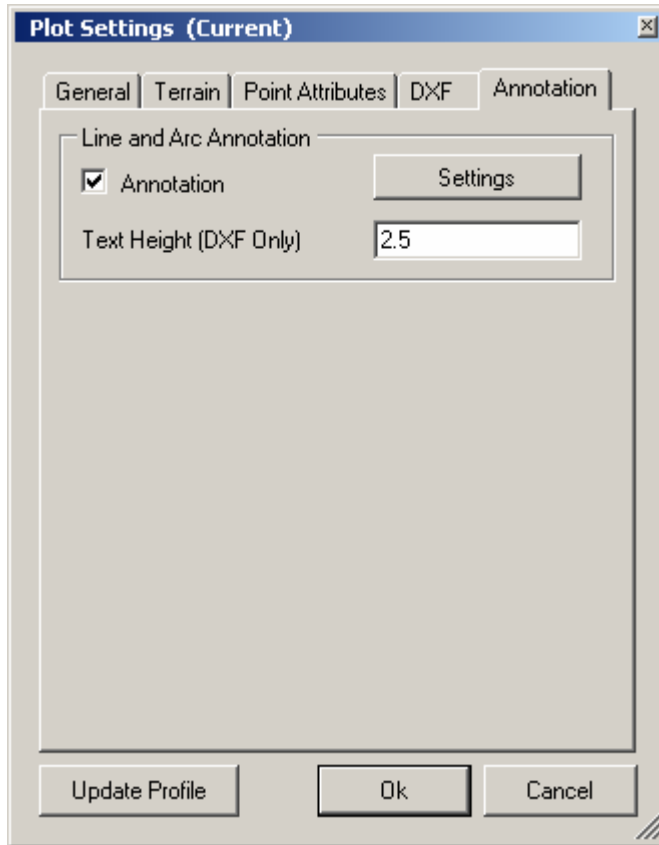 Plot Settings (Current)
General Terrain Point Attributes DXF Annotation
Line and Arc Annotation
Annotation Settings
Text Height (DXF Only) 2.5
Update Profile Ok Cancel